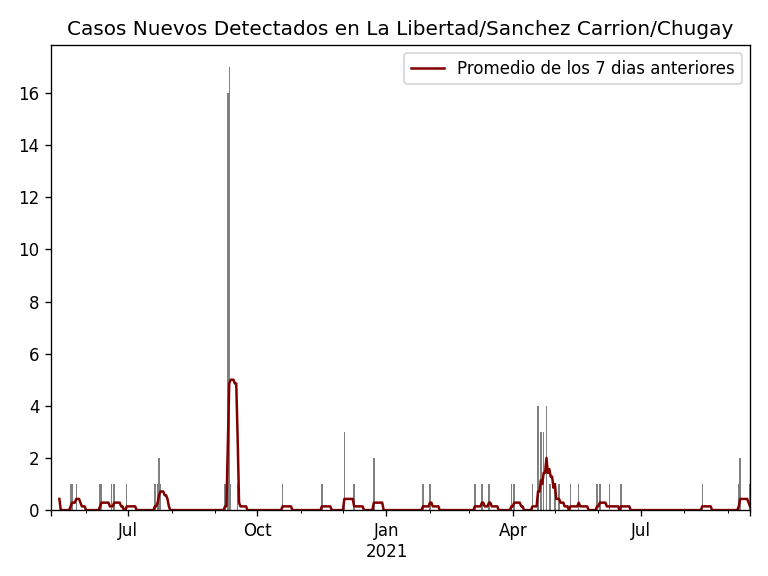 Casos Nuevos Detectados en La Libertad/Sanchez Carrion/Chugay
Promedio de los 7 dias anteriores
16
14
12
10
8
6
4
2
0
Jul
Oct
Jan
Apr
Jul
2021